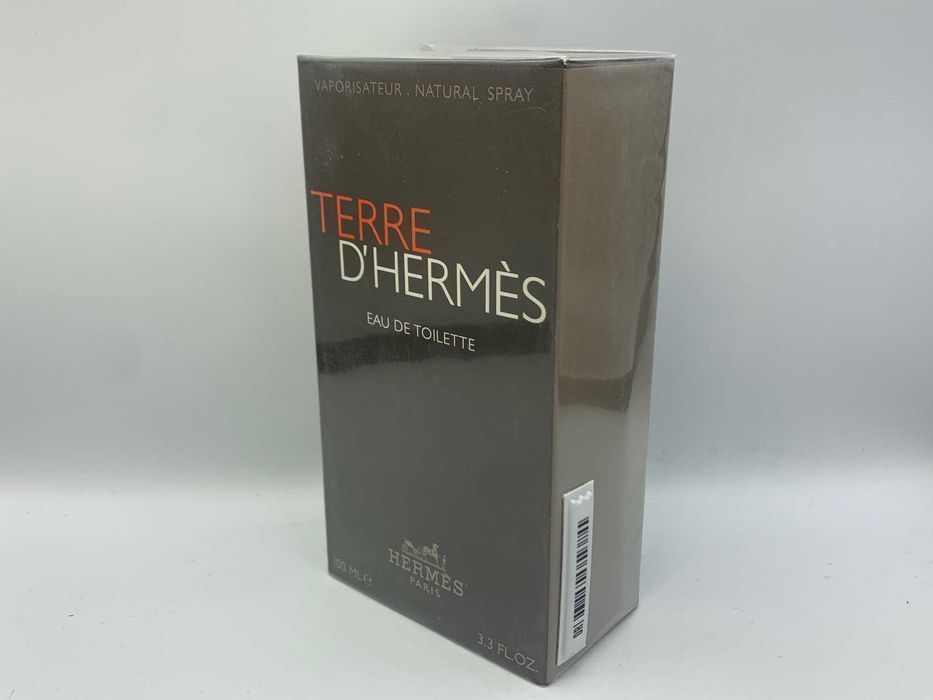 VAPORISATEUR . NATURAL SPRAY
TERRE
D'HERMÈS
EAU DE TOILETTE
HERMÈS
PARIS
100 ML e
3.3 FL.OZ.